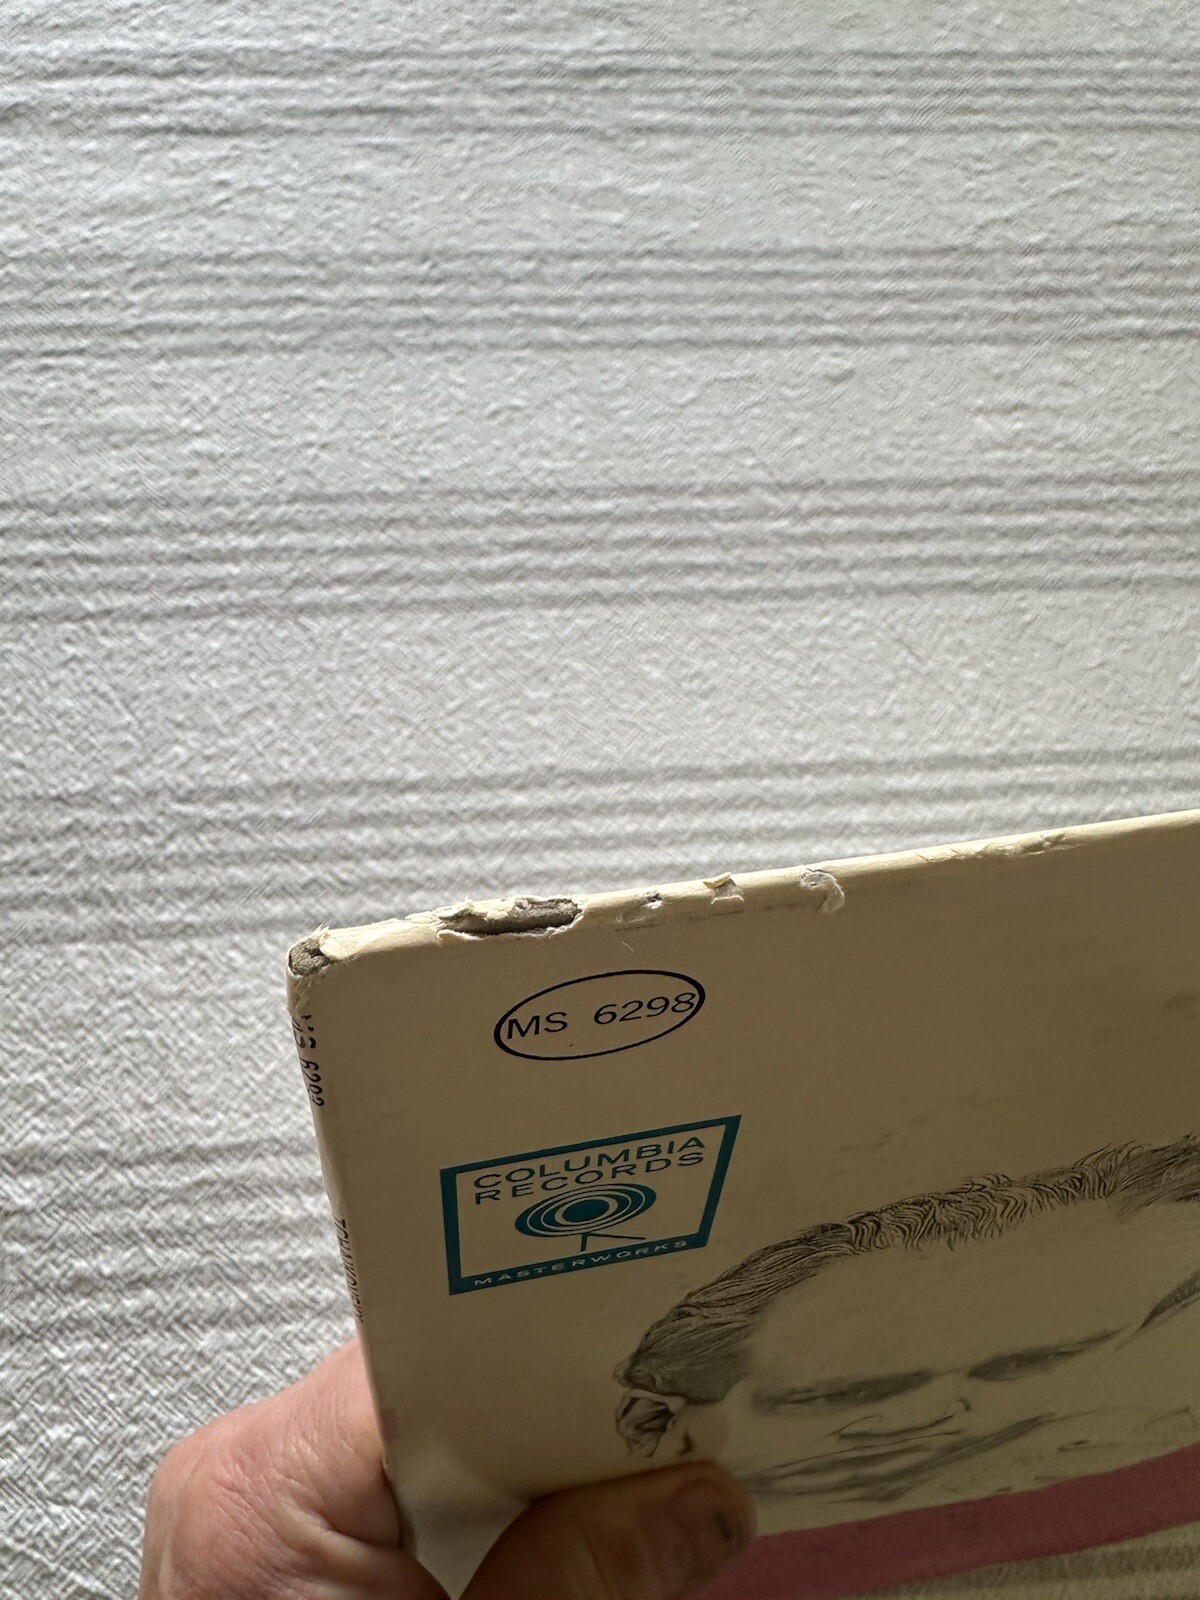 MS 6298
COLUMBIA
RECORDS
MASTERWORKS